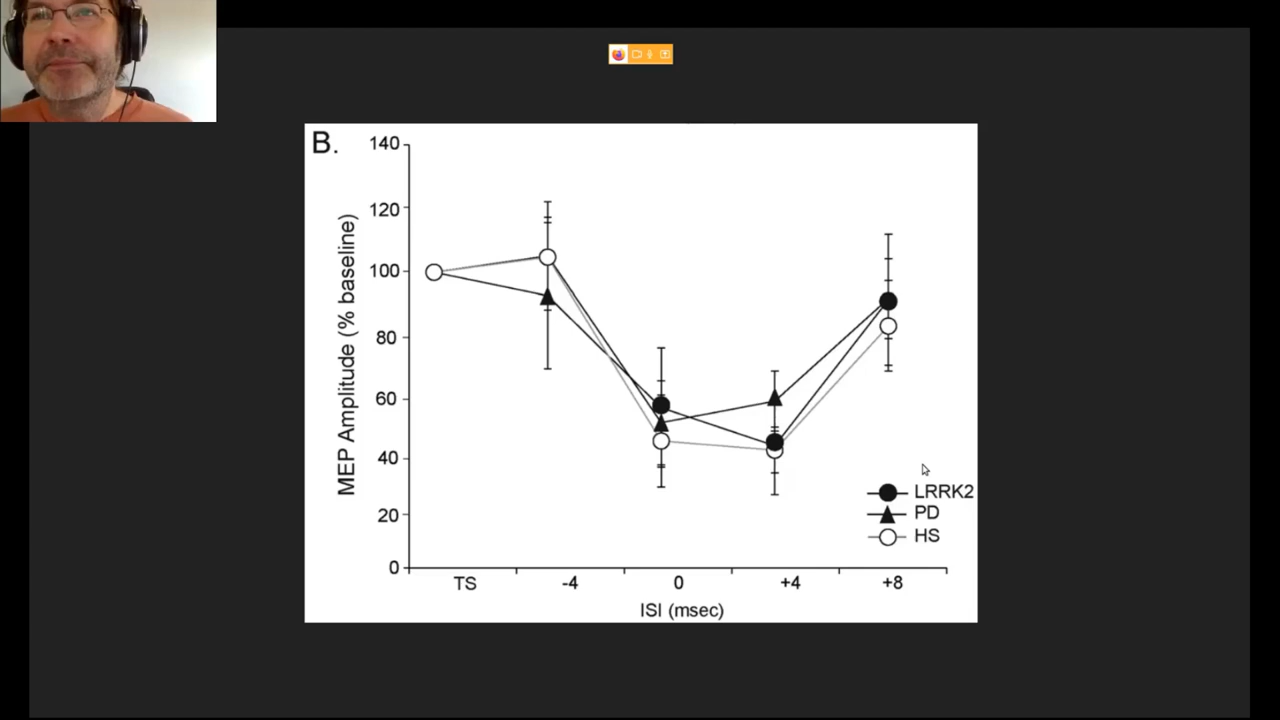 B.
140
120
100
80
60
40
20
0
MEP Amplitude (% baseline)
TS -4 0 +4 +8
ISI (msec)
LRRK2
PD
HS